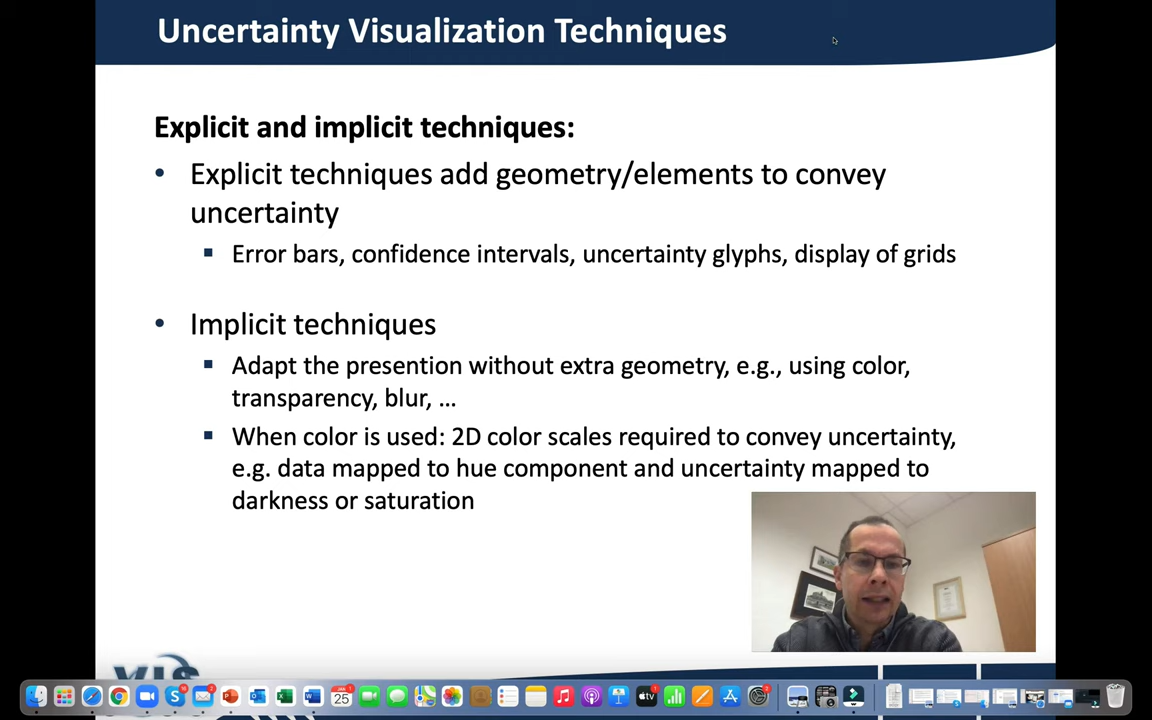 Uncertainty Visualization Techniques
Explicit and implicit techniques:
• Explicit techniques add geometry/elements to convey
uncertainty
▪ Error bars, confidence intervals, uncertainty glyphs, display of grids
• Implicit techniques
▪ Adapt the presention without extra geometry, e.g., using color,
transparency, blur, ...
▪ When color is used: 2D color scales required to convey uncertainty,
e.g. data mapped to hue component and uncertainty mapped to
darkness or saturation
VIS
25
tv